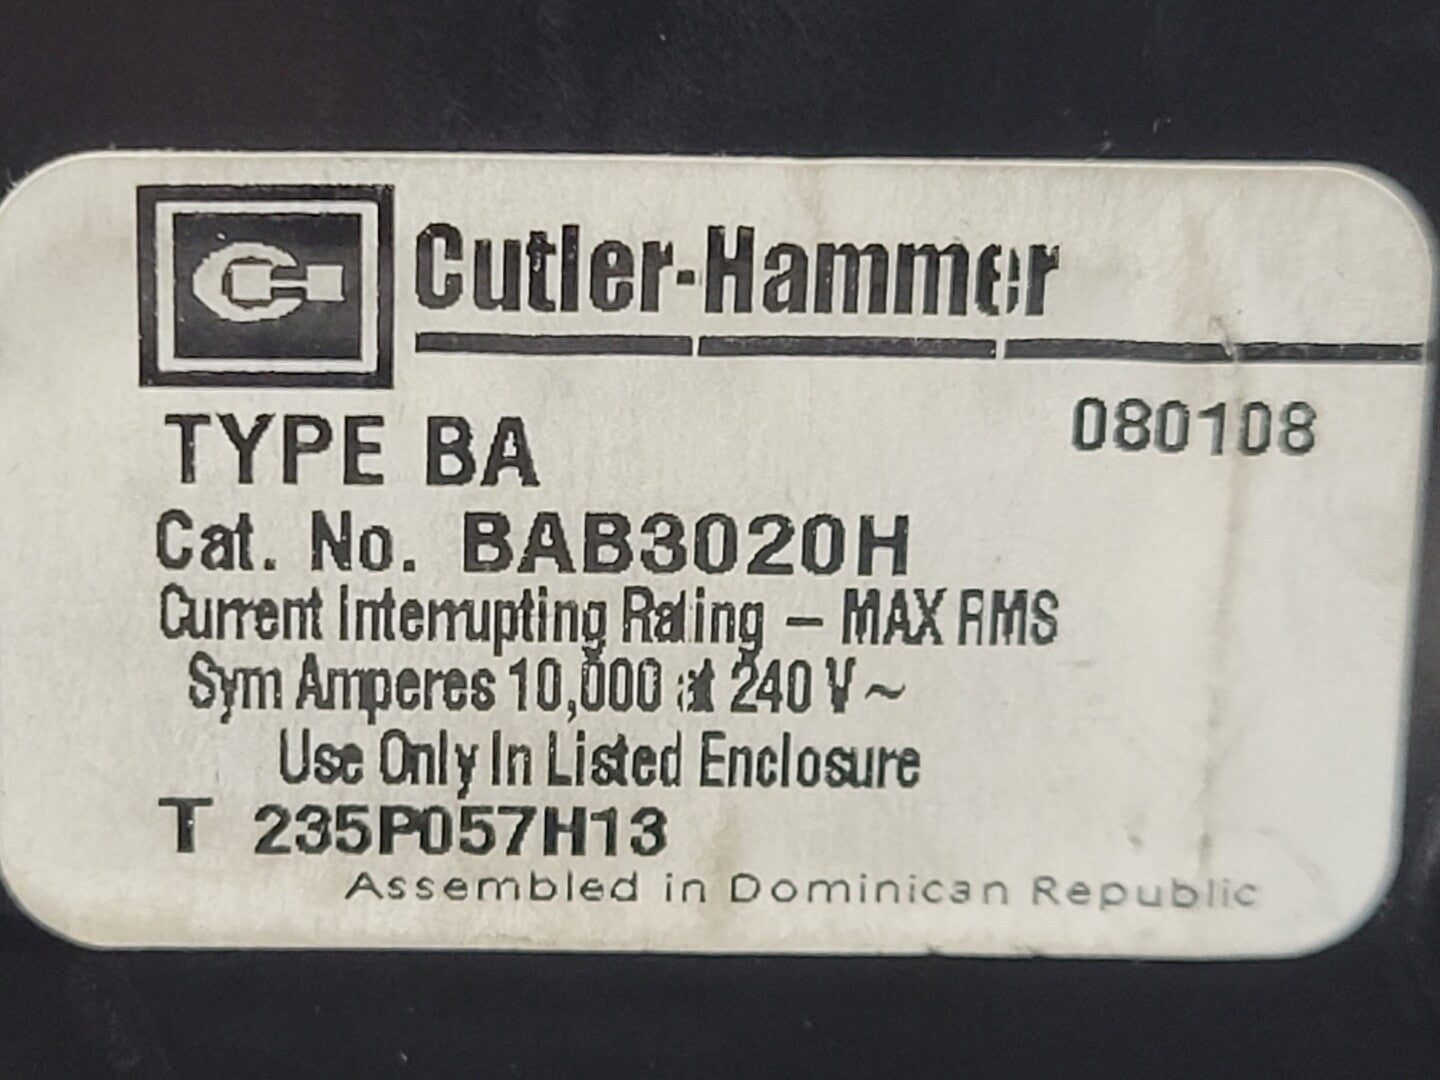 Cutler-Hammer
080108
TYPE BA
Cat. No. BAB3020H
Current Interrupting Rating – MAX RMS
Sym Amperes 10,000 at 240 V ~
Use Only In Listed Enclosure
T 235P057H13
Assembled in Dominican Republic